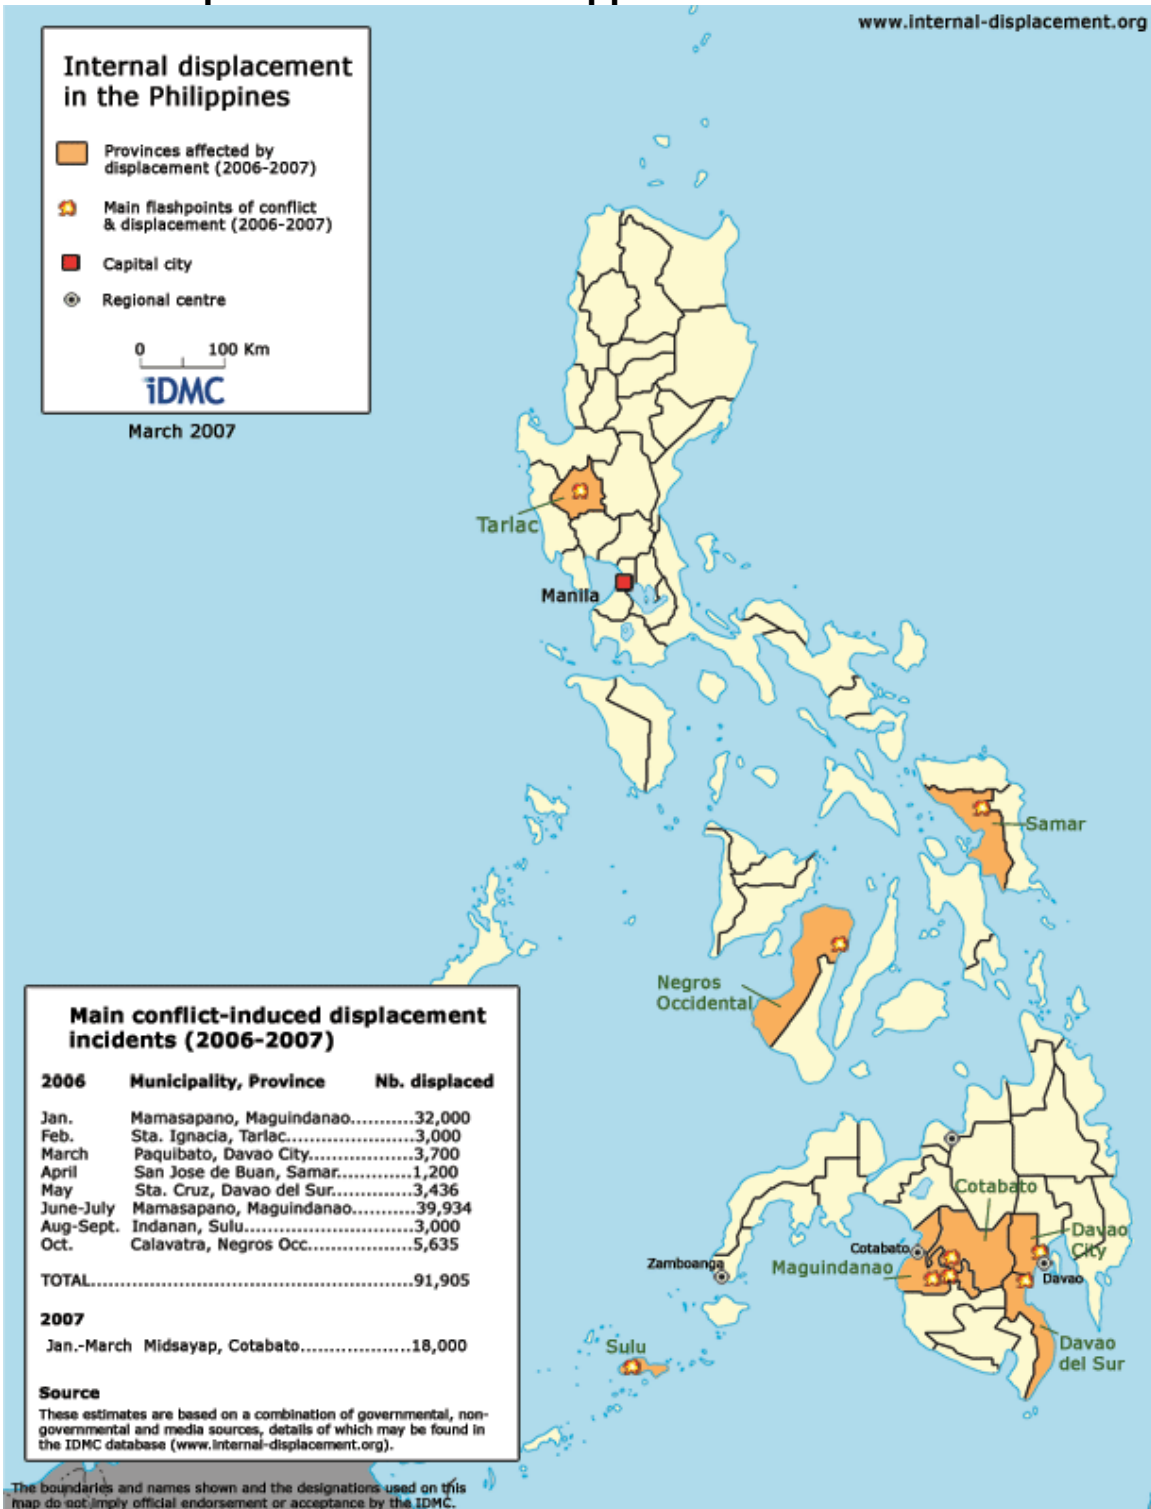 www.internal-displacement.org
Internal displacement
in the Philippines
Provinces affected by
displacement (2006-2007)
Main flashpoints of conflict
& displacement (2006-2007)
Capital city
Regional centre
0 100 Km
iDMC
March 2007
Tarlac
Manila
Samar
Negros
Occidental
Cotabato
Davao
City
Cotabato
Zamboanga
Maguindanao
Davao
Sulu
Davao
del Sur
Main conflict-induced displacement
incidents (2006-2007)
2006 Municipality, Province Nb. displaced
Jan. Mamasapano, Maguindanao...........32,000
Feb. Sta. Ignacia, Tarlac......................3,000
March Paquibato, Davao City..................3,700
April San Jose de Buan, Samar.............1,200
May Sta. Cruz, Davao del Sur..............3,436
June-July Mamasapano, Maguindanao...........39,934
Aug-Sept. Indanan, Sulu.............................3,000
Oct. Calavatra, Negros Occ..................5,635
TOTAL.......................................................91,905
2007
Jan.-March Midsayap, Cotabato...................18,000
Source
These estimates are based on a combination of governmental, non-
governmental and media sources, details of which may be found in
the IDMC database (www.internal-displacement.org).
The boundaries and names shown and the designations used on this
map do not imply official endorsement or acceptance by the IDMC.